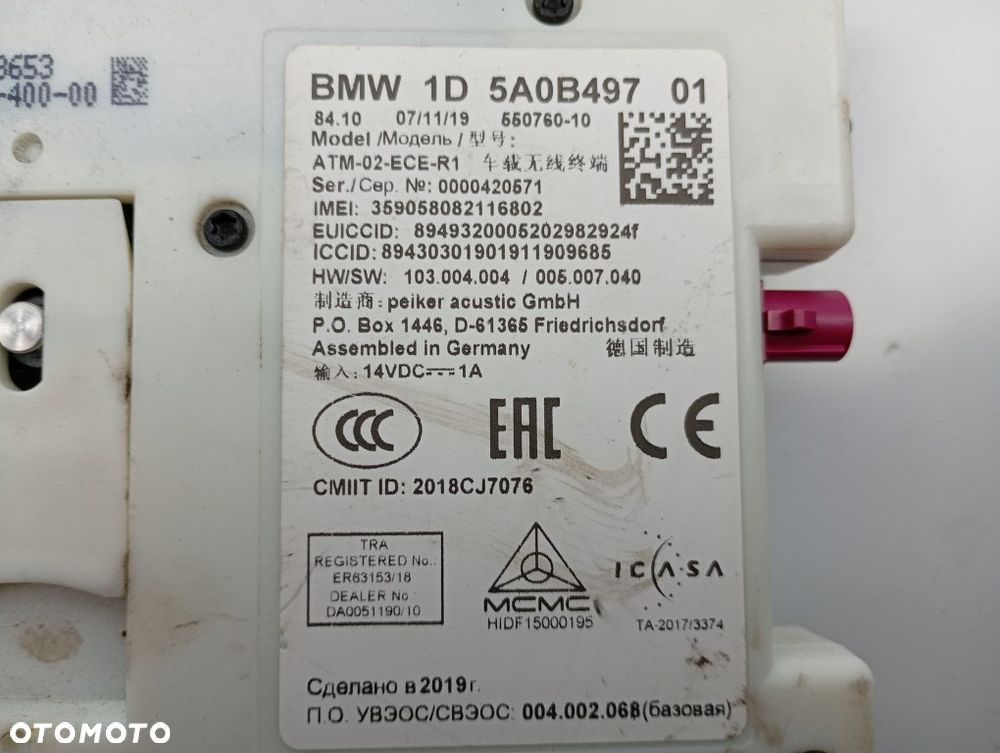 3653
-400-00
BMW 1D 5A0B497 01
84.10 07/11/19 550760-10
Model /Модель / 型号:
ATM-02-ECE-R1 车载无线终端
Ser./Сер. №: 0000420571
IMEI: 359058082116802
EUICCID: 89493200052029829​24f
ICCID: 89430301901911909685
HW/SW: 103.004.004 / 005.007.040
制造商: peiker acustic GmbH
P.O. Box 1446, D-61365 Friedrichsdorf
Assembled in Germany 德国制造
输入: 14VDC⎓1A
CCC EAC CE
CMIIT ID: 2018CJ7076
TRA
REGISTERED No.:
ER63153/18
DEALER No.:
DA0051190/10
MCMC
HIDF15000195
ICASA
TA-2017/3374
Сделано в 2019 г.
П.О. УВЭОС/СВЭОС: 004.002.068 (базовая)
OTOMOTO